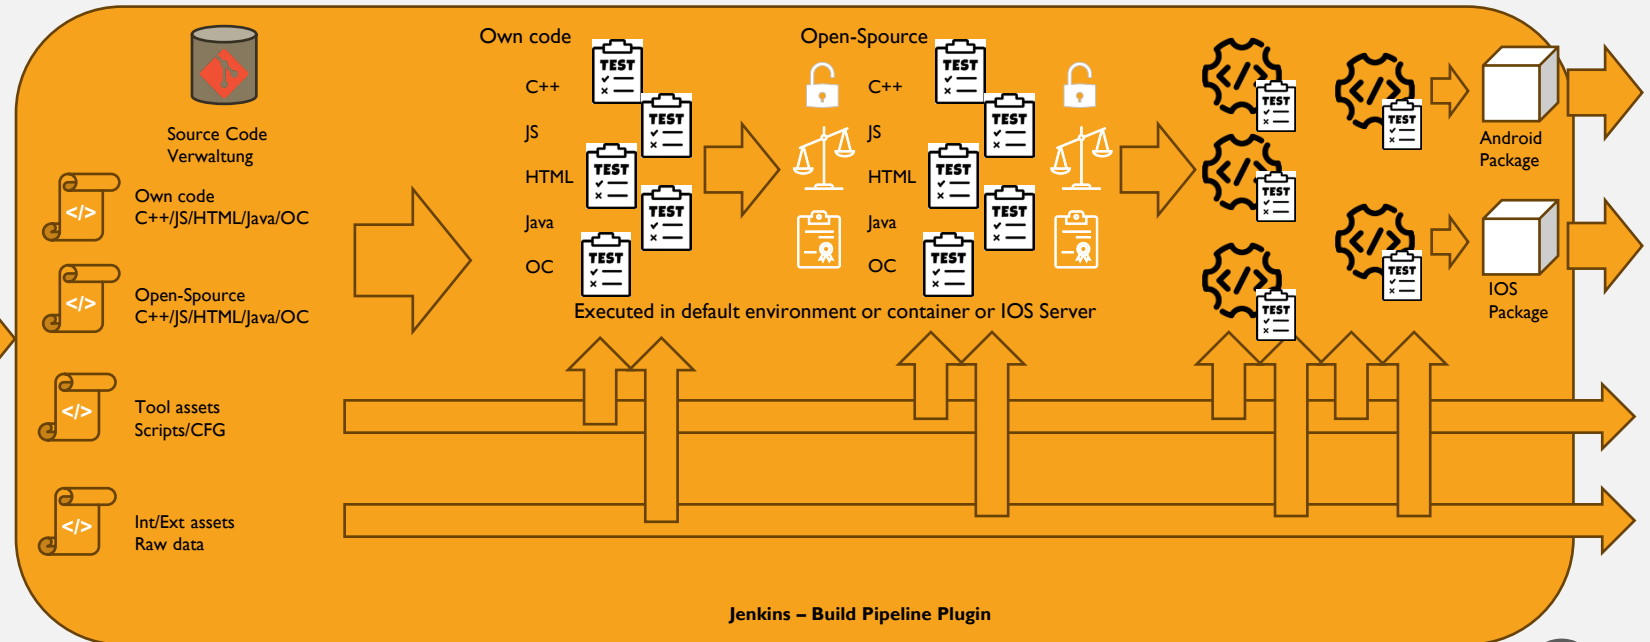 Source Code
Verwaltung
Own code
C++/JS/HTML/Java/OC
</>
Open-Spource
C++/JS/HTML/Java/OC
</>
Tool assets
Scripts/CFG
</>
Int/Ext assets
Raw data
</>
Own code
C++
JS
HTML
Java
OC
TEST
TEST
TEST
TEST
TEST
Open-Spource
C++
JS
HTML
Java
OC
TEST
TEST
TEST
TEST
TEST
Executed in default environment or container or IOS Server
</>
TEST
</>
TEST
</>
TEST
</>
TEST
</>
TEST
Android
Package
IOS
Package
Jenkins – Build Pipeline Plugin